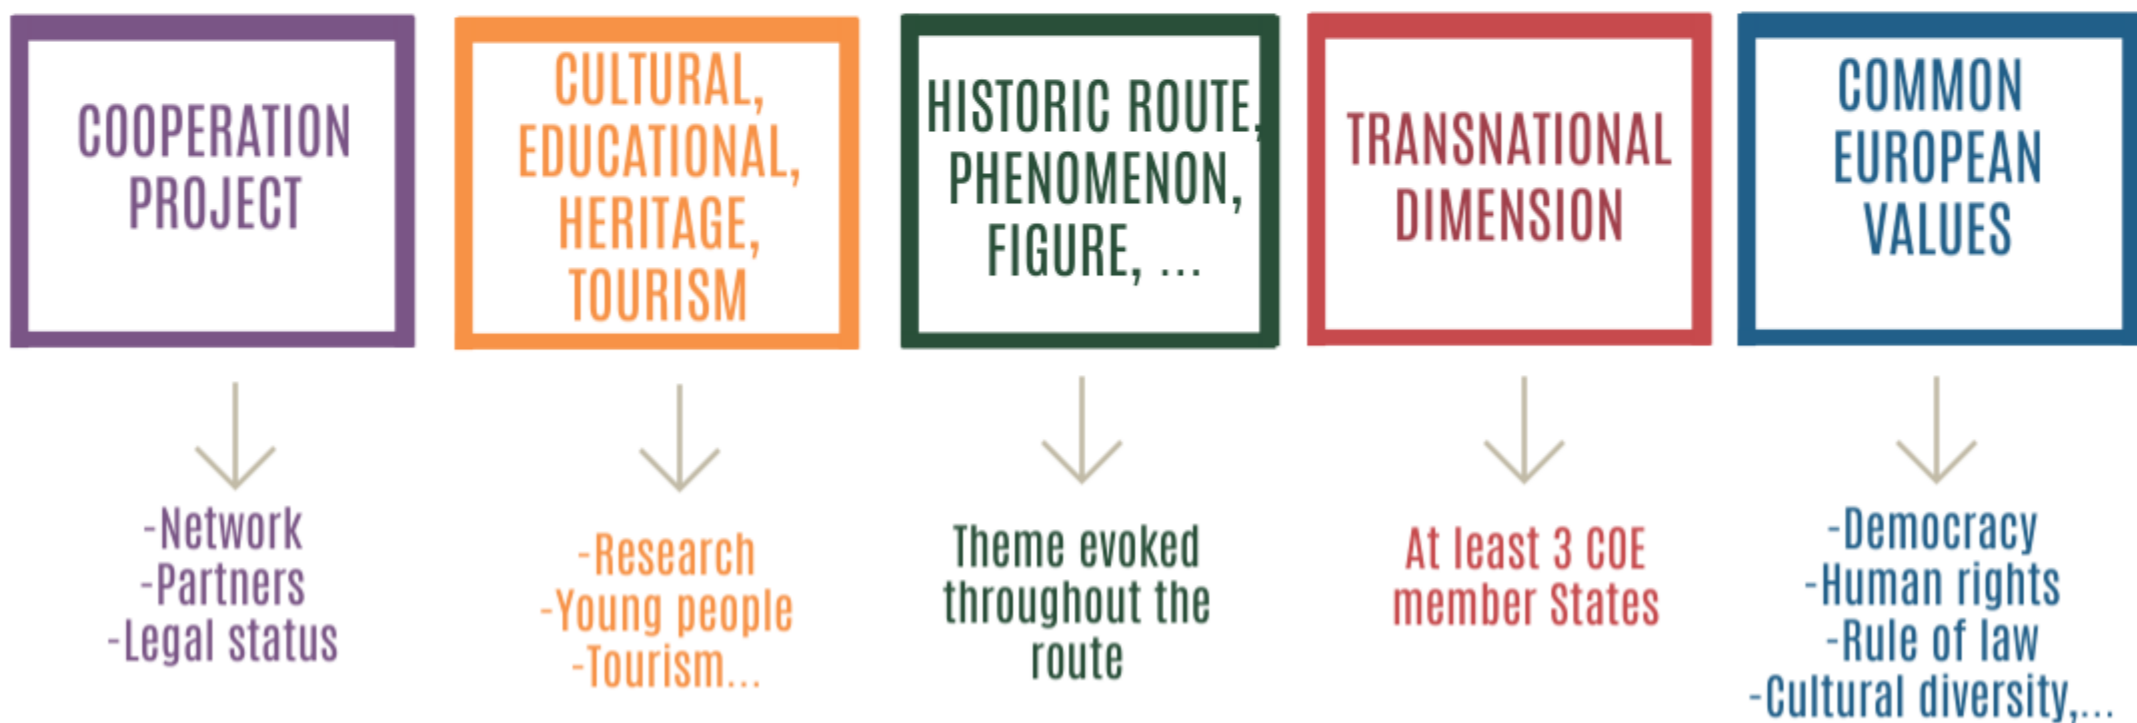 COOPERATION
PROJECT
CULTURAL,
EDUCATIONAL,
HERITAGE,
TOURISM
HISTORIC ROUTE,
PHENOMENON,
FIGURE, ...
TRANSNATIONAL
DIMENSION
COMMON
EUROPEAN
VALUES
-Network
-Partners
-Legal status
-Research
-Young people
-Tourism...
Theme evoked
throughout the
route
At least 3 COE
member States
-Democracy
-Human rights
-Rule of law
-Cultural diversity,...